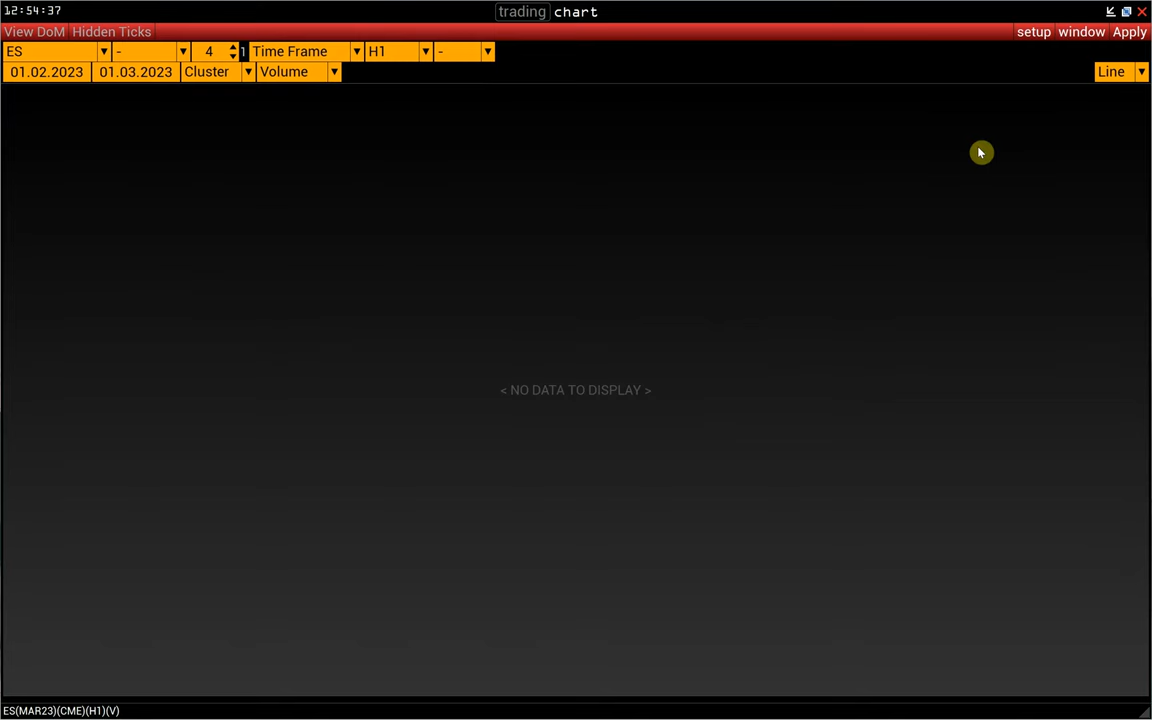 12:54:37 trading chart
View DoM Hidden Ticks setup window Apply
ES - 4 1 Time Frame H1 -
01.02.2023 01.03.2023 Cluster Volume Line
< NO DATA TO DISPLAY >
ES(MAR23)(CME)(H1)(V)